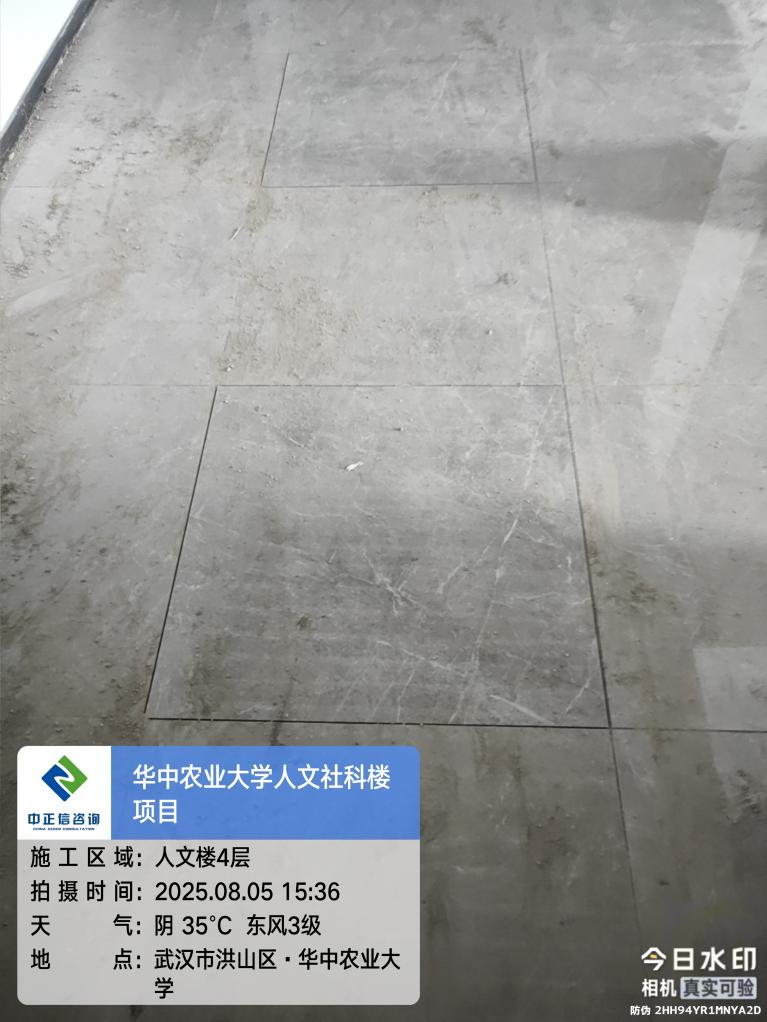 华中农业大学人文社科楼
项目
中正信咨询
施工区域：人文楼4层
拍摄时间：2025.08.05 15:36
天气：阴 35℃ 东风3级
地点：武汉市洪山区·华中农业大
学
今日水印
相机 真实可验
防伪 2HH94YR1MNYA2D